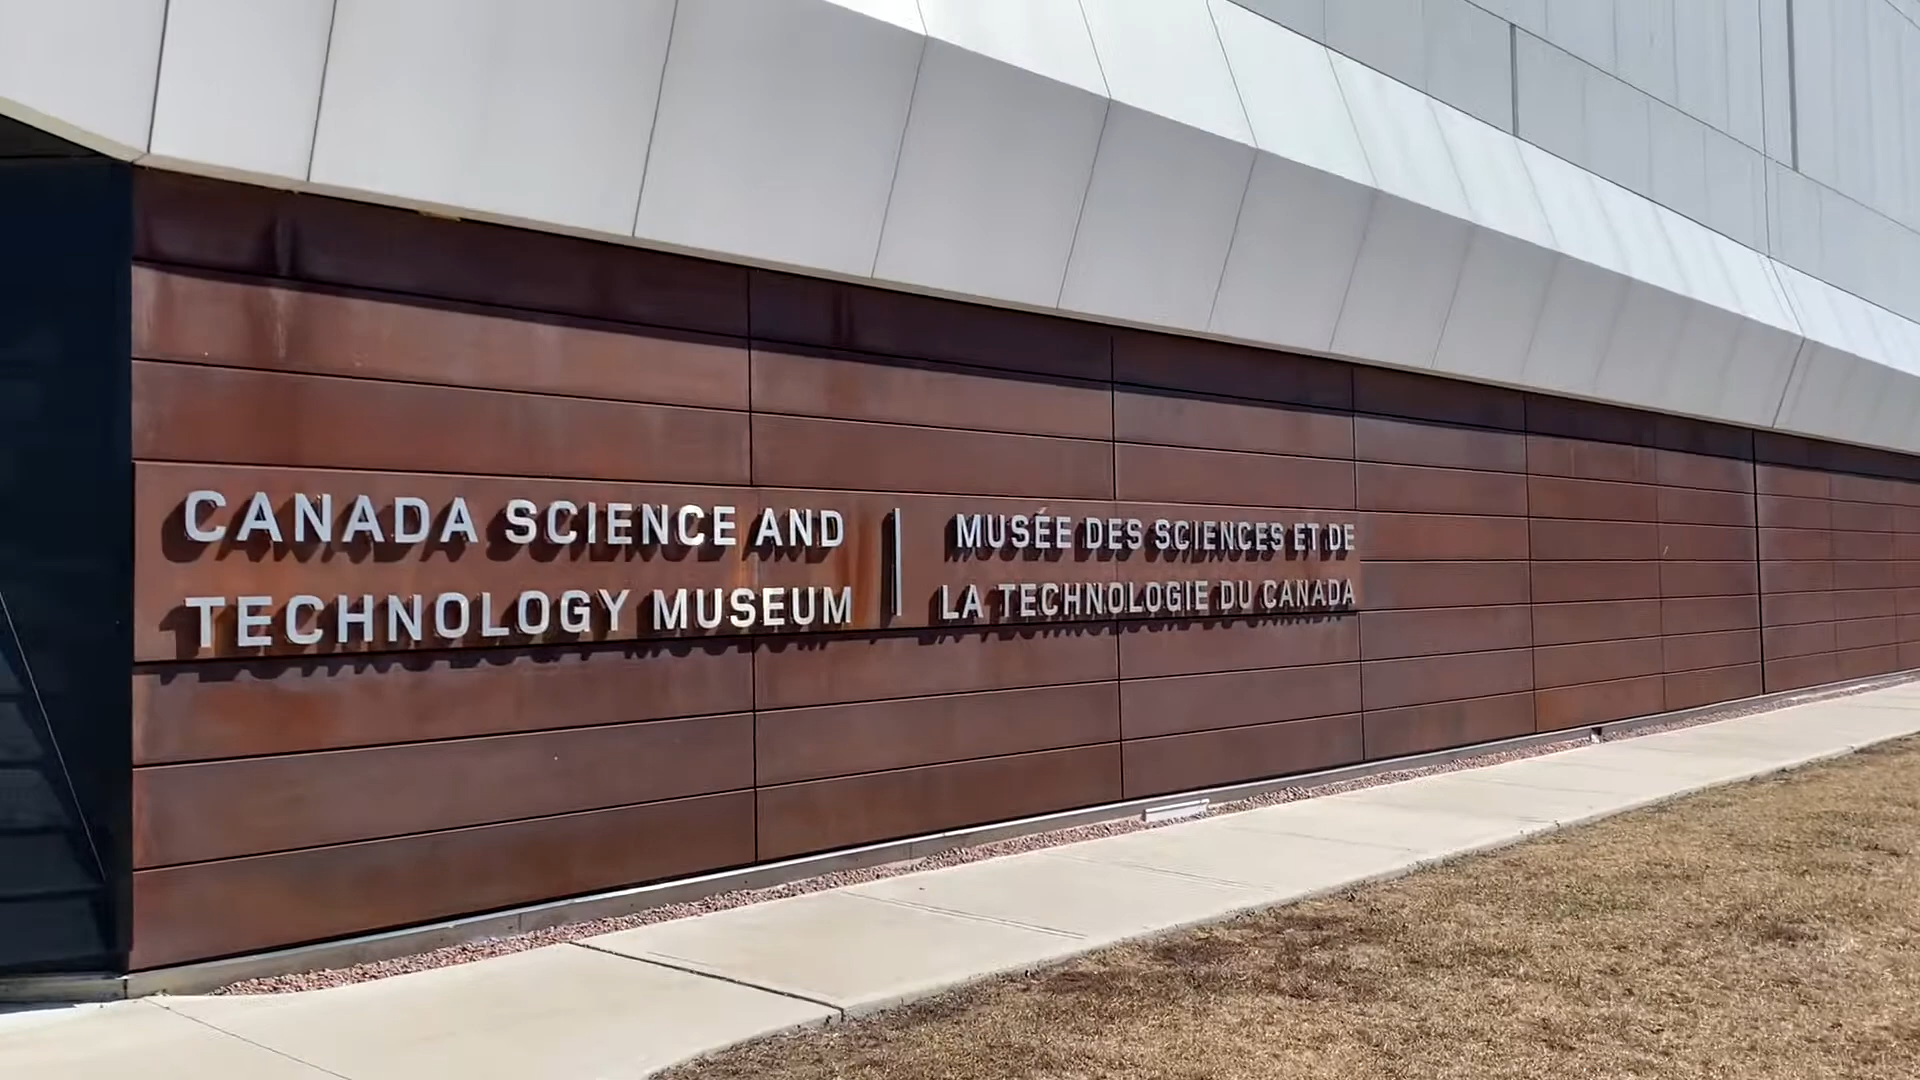 CANADA SCIENCE AND
TECHNOLOGY MUSEUM
MUSÉE DES SCIENCES ET DE
LA TECHNOLOGIE DU CANADA